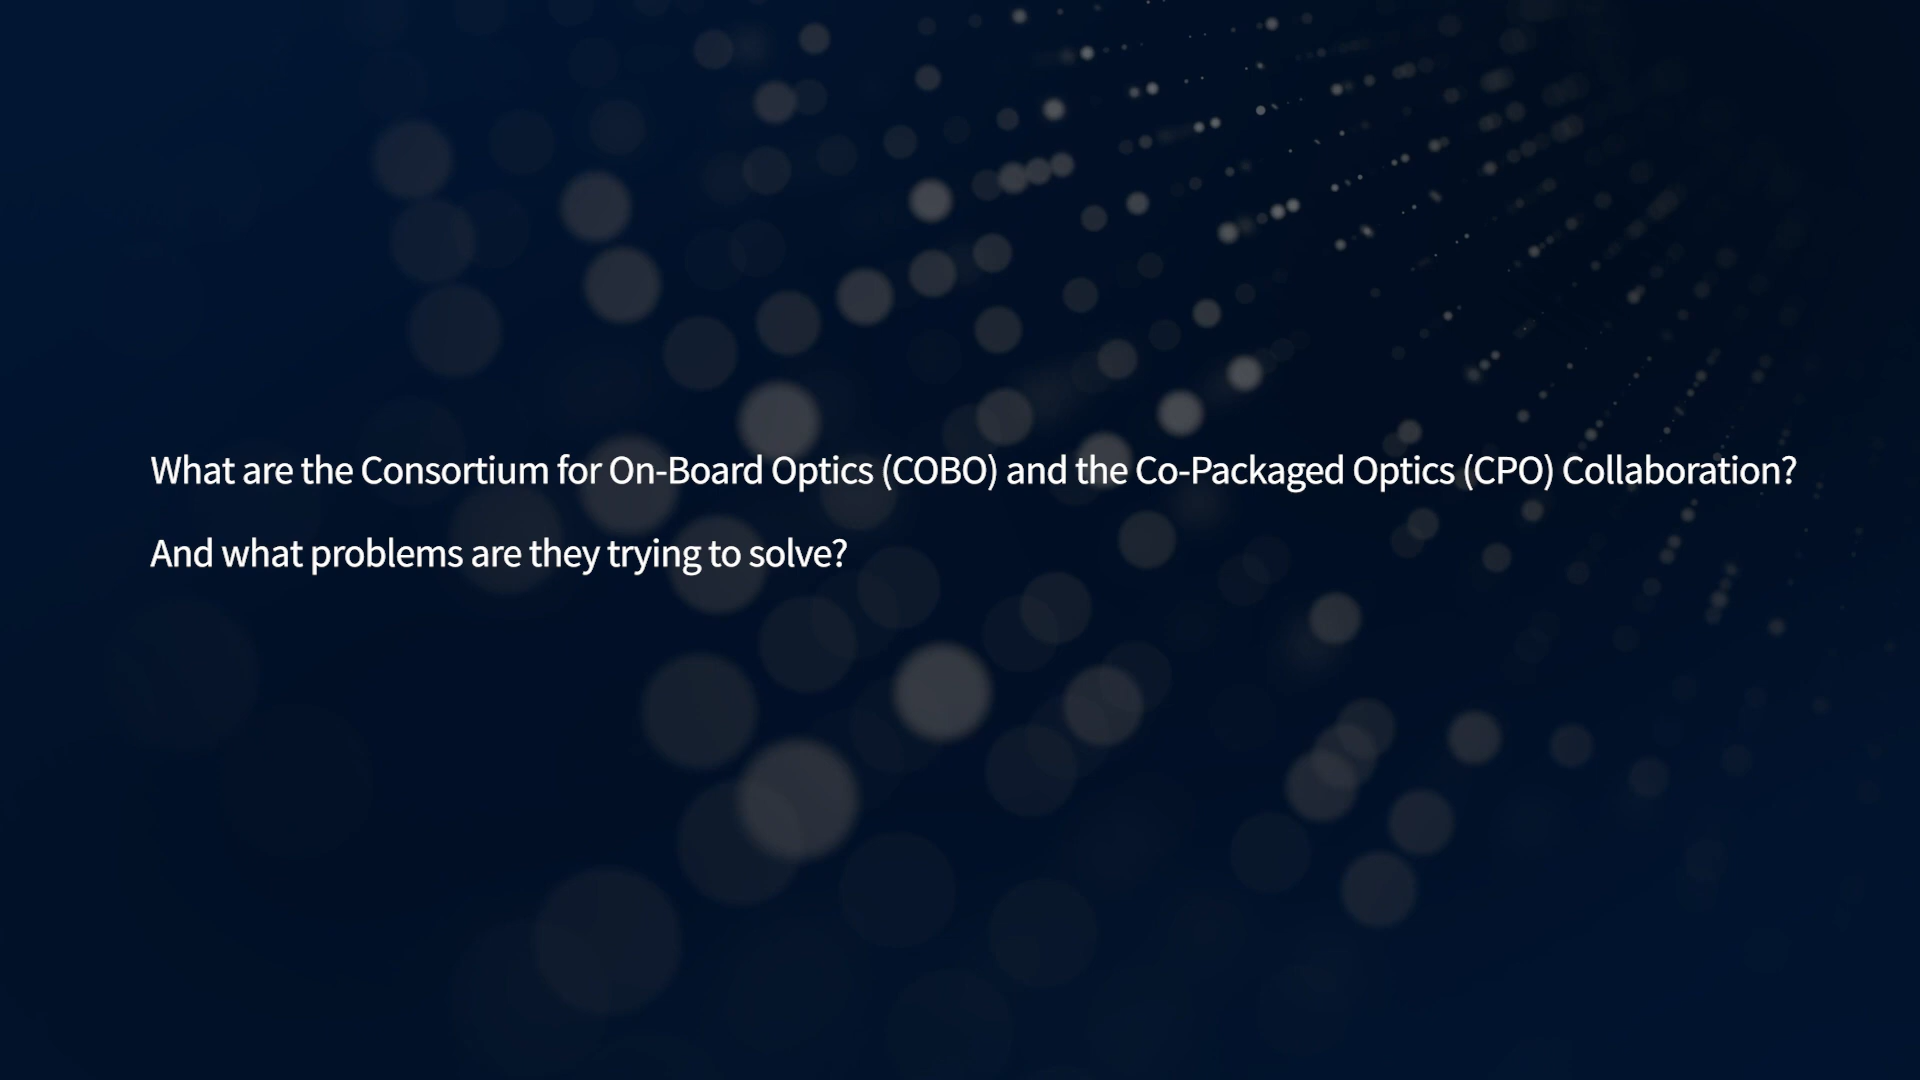 What are the Consortium for On-Board Optics (COBO) and the Co-Packaged Optics (CPO) Collaboration?
And what problems are they trying to solve?